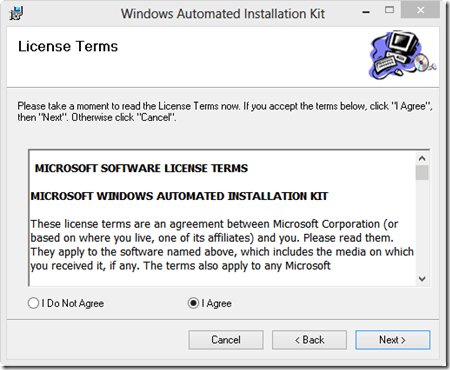 Windows Automated Installation Kit
License Terms
Please take a moment to read the License Terms now. If you accept the terms below, click "I Agree",
then "Next". Otherwise click "Cancel".
MICROSOFT SOFTWARE LICENSE TERMS
MICROSOFT WINDOWS AUTOMATED INSTALLATION KIT
These license terms are an agreement between Microsoft Corporation (or
based on where you live, one of its affiliates) and you. Please read them.
They apply to the software named above, which includes the media on which
you received it, if any. The terms also apply to any Microsoft
I Do Not Agree
I Agree
Cancel
< Back
Next >